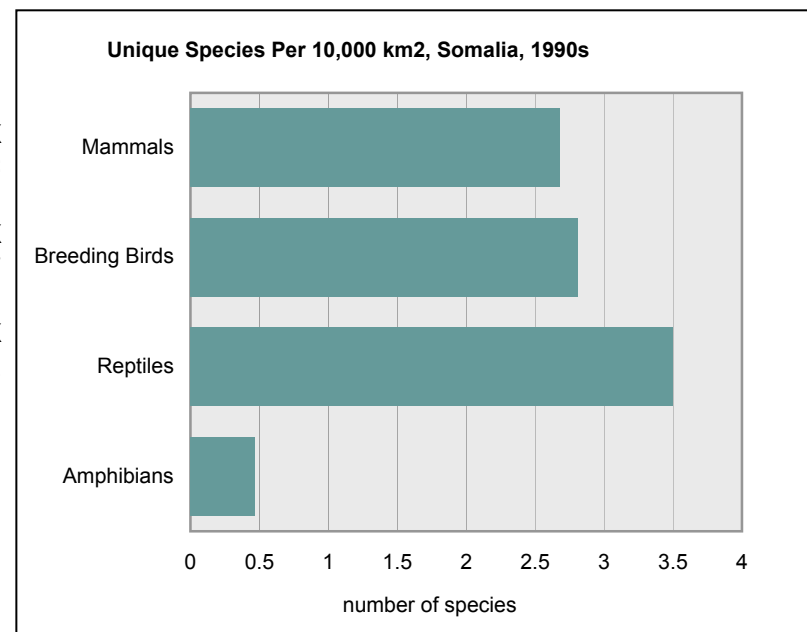 Unique Species Per 10,000 km2, Somalia, 1990s
Mammals
Breeding Birds
Reptiles
Amphibians
0 0.5 1 1.5 2 2.5 3 3.5 4
number of species